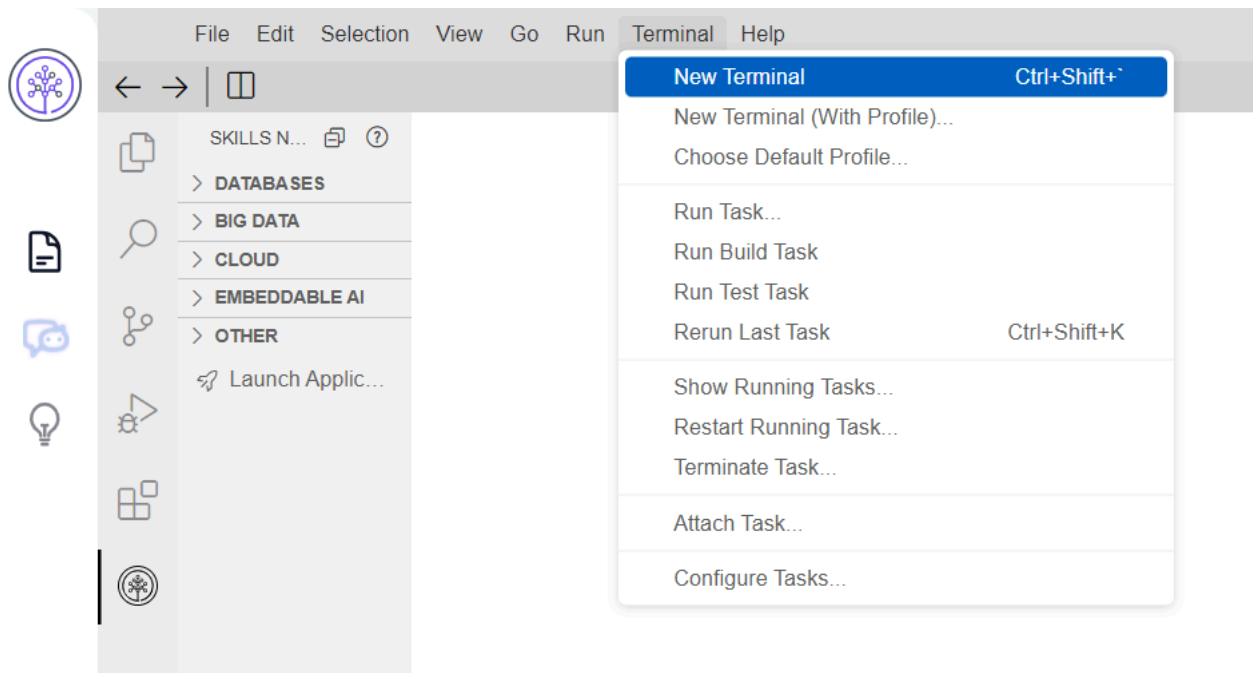 File Edit Selection View Go Run Terminal Help
SKILLS N...
DATABASES
BIG DATA
CLOUD
EMBEDDABLE AI
OTHER
Launch Applic...
New Terminal Ctrl+Shift+`
New Terminal (With Profile)...
Choose Default Profile...
Run Task...
Run Build Task
Run Test Task
Rerun Last Task Ctrl+Shift+K
Show Running Tasks...
Restart Running Task...
Terminate Task...
Attach Task...
Configure Tasks...